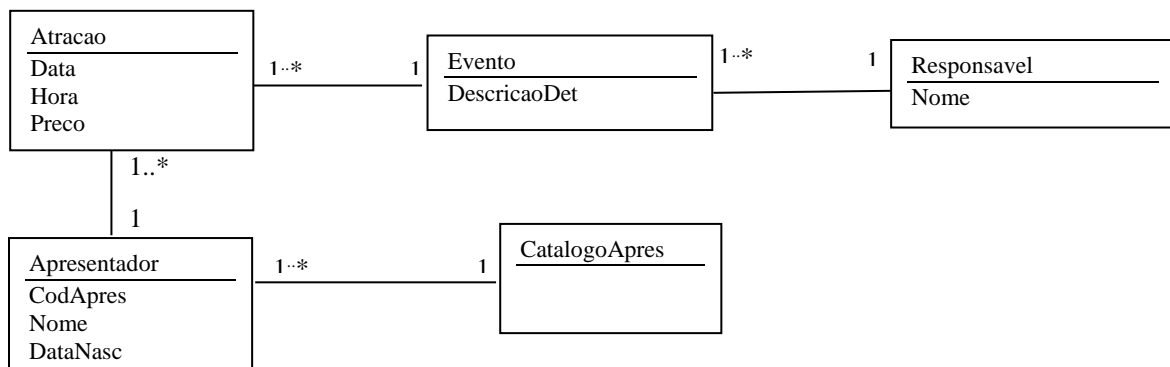 Atracao
Data
Hora
Preco
1..*
1
Evento
DescricaoDet
1..*
1
Responsavel
Nome
1..*
1
Apresentador
CodApres
Nome
DataNasc
1..*
1
CatalogoApres